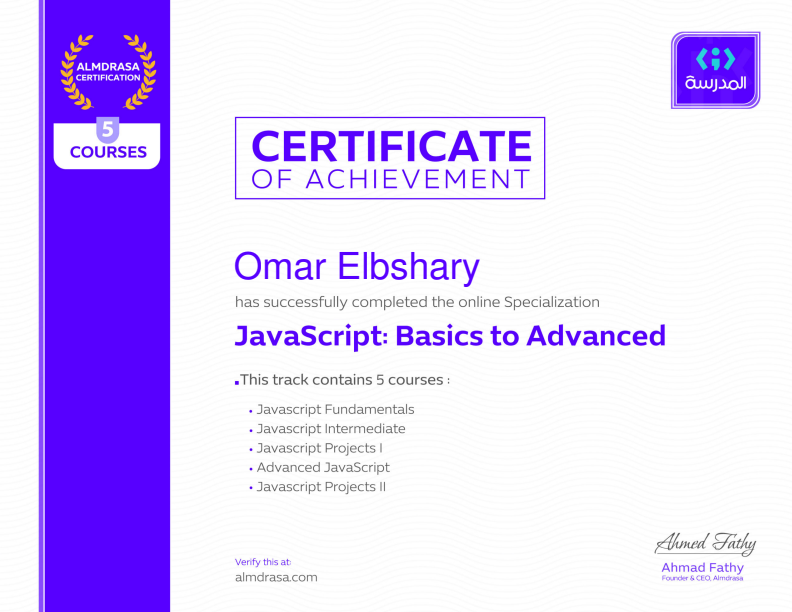 ALMDRASA
CERTIFICATION
5
COURSES
المدرسة
CERTIFICATE
OF ACHIEVEMENT
Omar Elbshary
has successfully completed the online Specialization
JavaScript: Basics to Advanced
This track contains 5 courses :
• Javascript Fundamentals
• Javascript Intermediate
• Javascript Projects I
• Advanced JavaScript
• Javascript Projects II
Verify this at:
almdrasa.com
Ahmed Fathy
Ahmad Fathy
Founder & CEO, Almdrasa